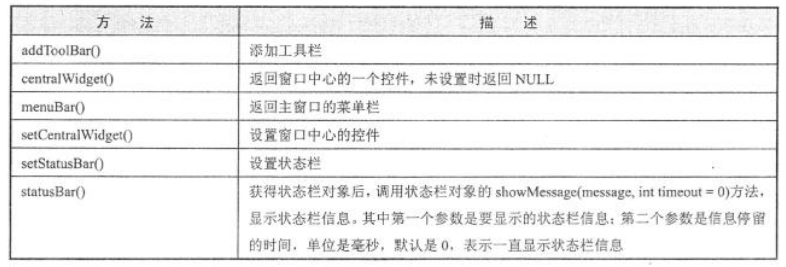 方 法 描 述
addToolBar() 添加工具栏
centralWidget() 返回窗口中心的一个控件，未设置时返回 NULL
menuBar() 返回主窗口的菜单栏
setCentralWidget() 设置窗口中心的控件
setStatusBar() 设置状态栏
statusBar() 获得状态栏对象后，调用状态栏对象的 showMessage(message, int timeout = 0)方法，
显示状态栏信息。其中第一个参数是要显示的状态栏信息；第二个参数是信息停留
的时间，单位是毫秒，默认是 0，表示一直显示状态栏信息